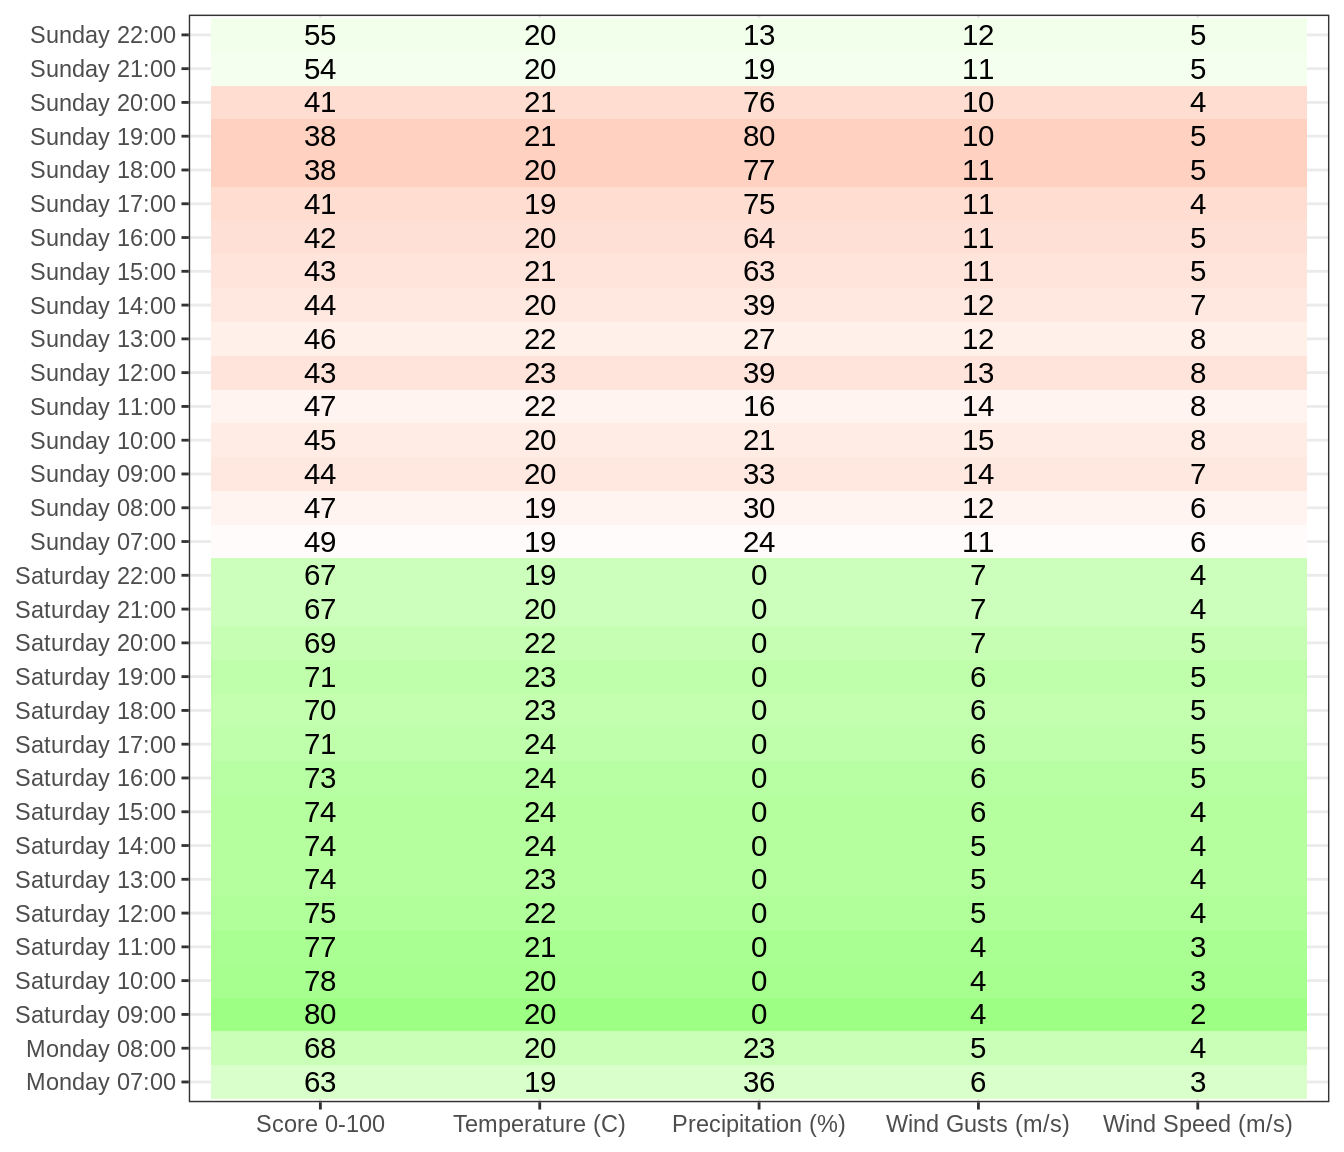 Sunday 22:00 55 20 13 12 5
Sunday 21:00 54 20 19 11 5
Sunday 20:00 41 21 76 10 4
Sunday 19:00 38 21 80 10 5
Sunday 18:00 38 20 77 11 5
Sunday 17:00 41 19 75 11 4
Sunday 16:00 42 20 64 11 5
Sunday 15:00 43 21 63 11 5
Sunday 14:00 44 20 39 12 7
Sunday 13:00 46 22 27 12 8
Sunday 12:00 43 23 39 13 8
Sunday 11:00 47 22 16 14 8
Sunday 10:00 45 20 21 15 8
Sunday 09:00 44 20 33 14 7
Sunday 08:00 47 19 30 12 6
Sunday 07:00 49 19 24 11 6
Saturday 22:00 67 19 0 7 4
Saturday 21:00 67 20 0 7 4
Saturday 20:00 69 22 0 7 5
Saturday 19:00 71 23 0 6 5
Saturday 18:00 70 23 0 6 5
Saturday 17:00 71 24 0 6 5
Saturday 16:00 73 24 0 6 5
Saturday 15:00 74 24 0 6 4
Saturday 14:00 74 24 0 5 4
Saturday 13:00 74 23 0 5 4
Saturday 12:00 75 22 0 5 4
Saturday 11:00 77 21 0 4 3
Saturday 10:00 78 20 0 4 3
Saturday 09:00 80 20 0 4 2
Monday 08:00 68 20 23 5 4
Monday 07:00 63 19 36 6 3
Score 0-100 Temperature (C) Precipitation (%) Wind Gusts (m/s) Wind Speed (m/s)